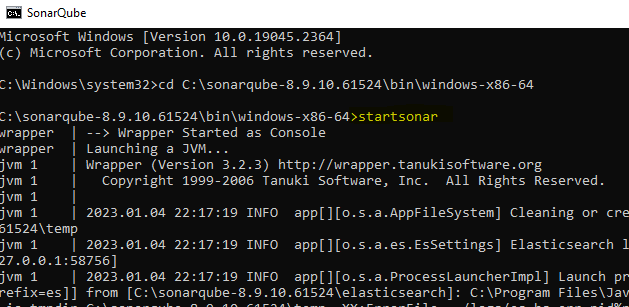 SonarQube
Microsoft Windows [Version 10.0.19045.2364]
(c) Microsoft Corporation. All rights reserved.
C:\Windows\system32>cd C:\sonarqube-8.9.10.61524\bin\windows-x86-64
C:\sonarqube-8.9.10.61524\bin\windows-x86-64>startsonar
wrapper  | --> Wrapper Started as Console
wrapper  | Launching a JVM...
jvm 1    | Wrapper (Version 3.2.3) http://wrapper.tanukisoftware.org
jvm 1    |   Copyright 1999-2006 Tanuki Software, Inc.  All Rights Reserved.
jvm 1    |
jvm 1    | 2023.01.04 22:17:19 INFO  app[][o.s.a.AppFileSystem] Cleaning or cre
61524\temp
jvm 1    | 2023.01.04 22:17:19 INFO  app[][o.s.a.es.EsSettings] Elasticsearch l
27.0.0.1:58756]
jvm 1    | 2023.01.04 22:17:19 INFO  app[][o.s.a.ProcessLauncherImpl] Launch pr
refix=es]] from [C:\sonarqube-8.9.10.61524\elasticsearch]: C:\Program Files\Jav